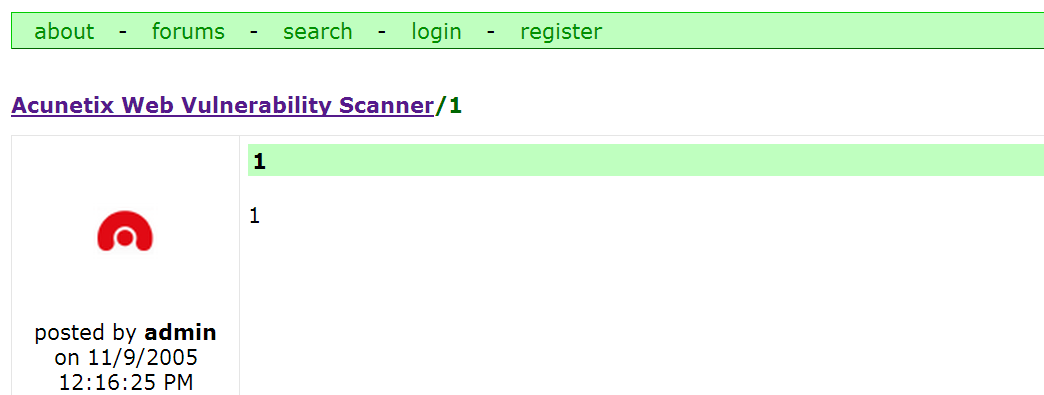 about - forums - search - login - register
Acunetix Web Vulnerability Scanner/1
1
1
posted by admin
on 11/9/2005
12:16:25 PM